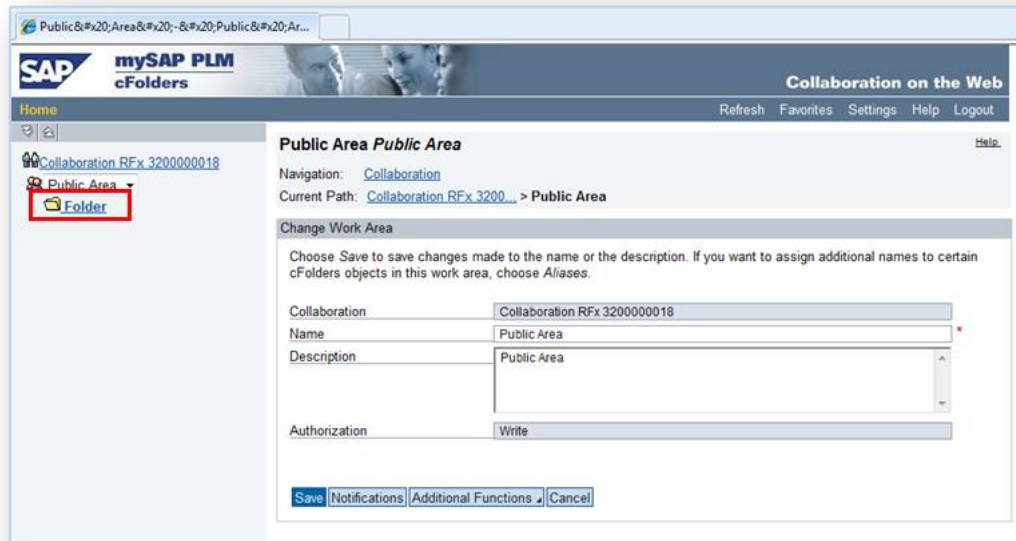 Public&#x20;Area&#x20;-&#x20;Public&#x20;Ar...
SAP
mySAP PLM
cFolders
Collaboration on the Web
Home
Refresh Favorites Settings Help Logout
Collaboration RFx 3200000018
Public Area
Folder
Public Area Public Area
Help
Navigation: Collaboration
Current Path: Collaboration RFx 3200... > Public Area
Change Work Area
Choose Save to save changes made to the name or the description. If you want to assign additional names to certain
cFolders objects in this work area, choose Aliases.
Collaboration Collaboration RFx 3200000018
Name Public Area *
Description Public Area
Authorization Write
Save Notifications Additional Functions Cancel